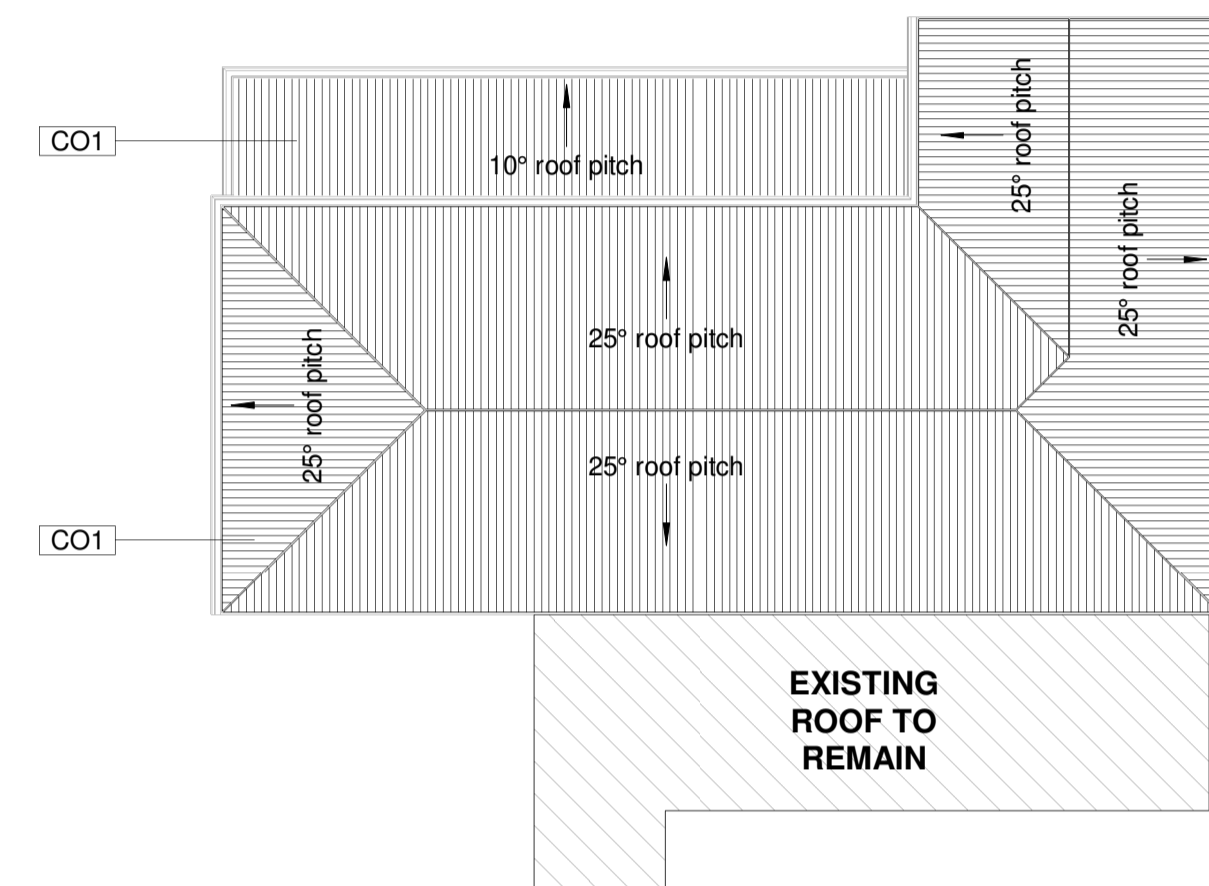 CO1
10° roof pitch
25° roof pitch
25° roof pitch
25° roof pitch
25° roof pitch
25° roof pitch
CO1
EXISTING
ROOF TO
REMAIN